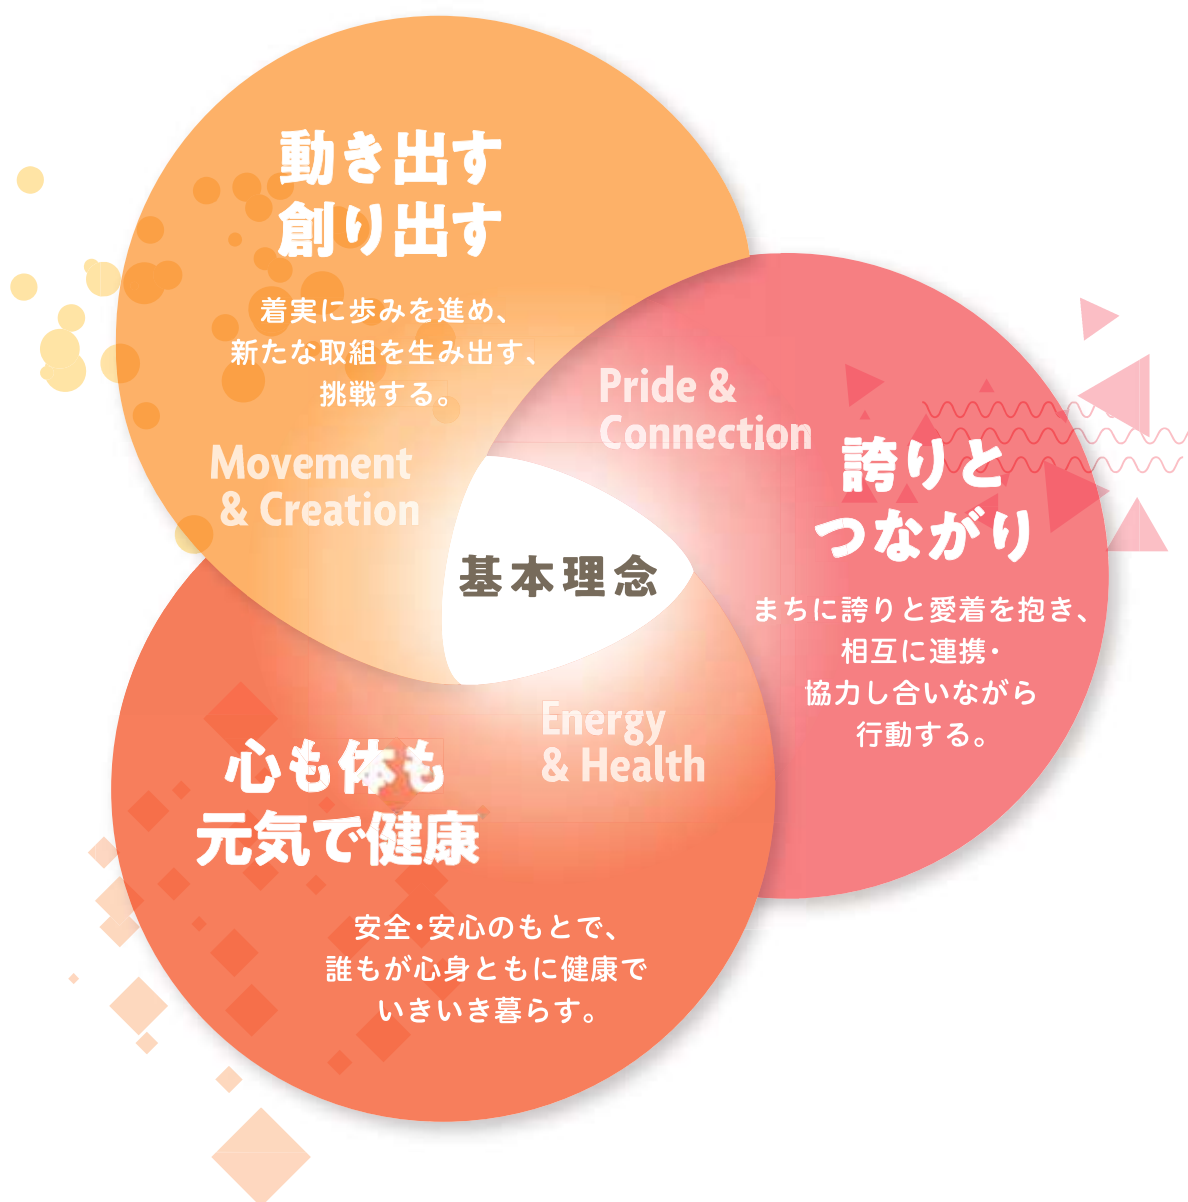 動き出す
創り出す
着実に歩みを進め、
新たな取組を生み出す、
挑戦する。
Movement
& Creation
Pride &
Connection
誇りと
つながり
まちに誇りと愛着を抱き、
相互に連携・
協力し合いながら
行動する。
基本理念
Energy
& Health
心も体も
元気で健康
安全・安心のもとで、
誰もが心身ともに健康で
いきいき暮らす。